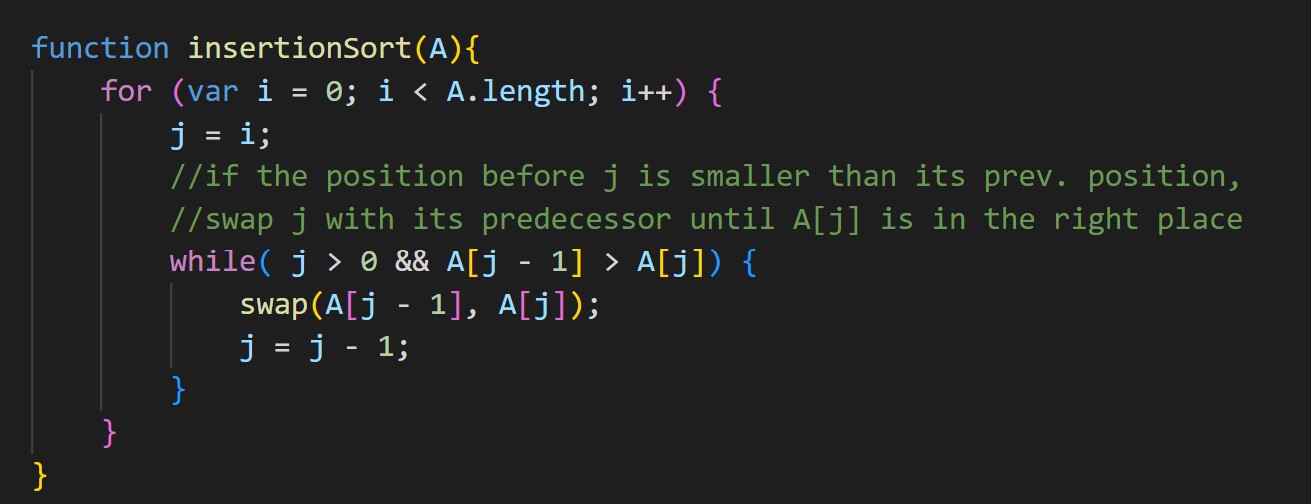 function insertionSort(A){
for (var i = 0; i < A.length; i++) {
j = i;
//if the position before j is smaller than its prev. position,
//swap j with its predecessor until A[j] is in the right place
while( j > 0 && A[j - 1] > A[j]) {
swap(A[j - 1], A[j]);
j = j - 1;
}
}
}